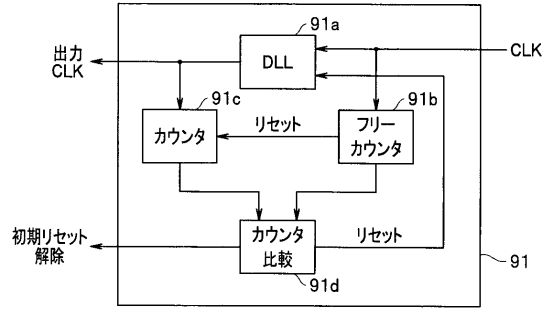 91a
出力
CLK
DLL
CLK
91c
91b
カウンタ
リセット
フリー
カウンタ
初期リセット
解除
カウンタ
比較
リセット
91
91d